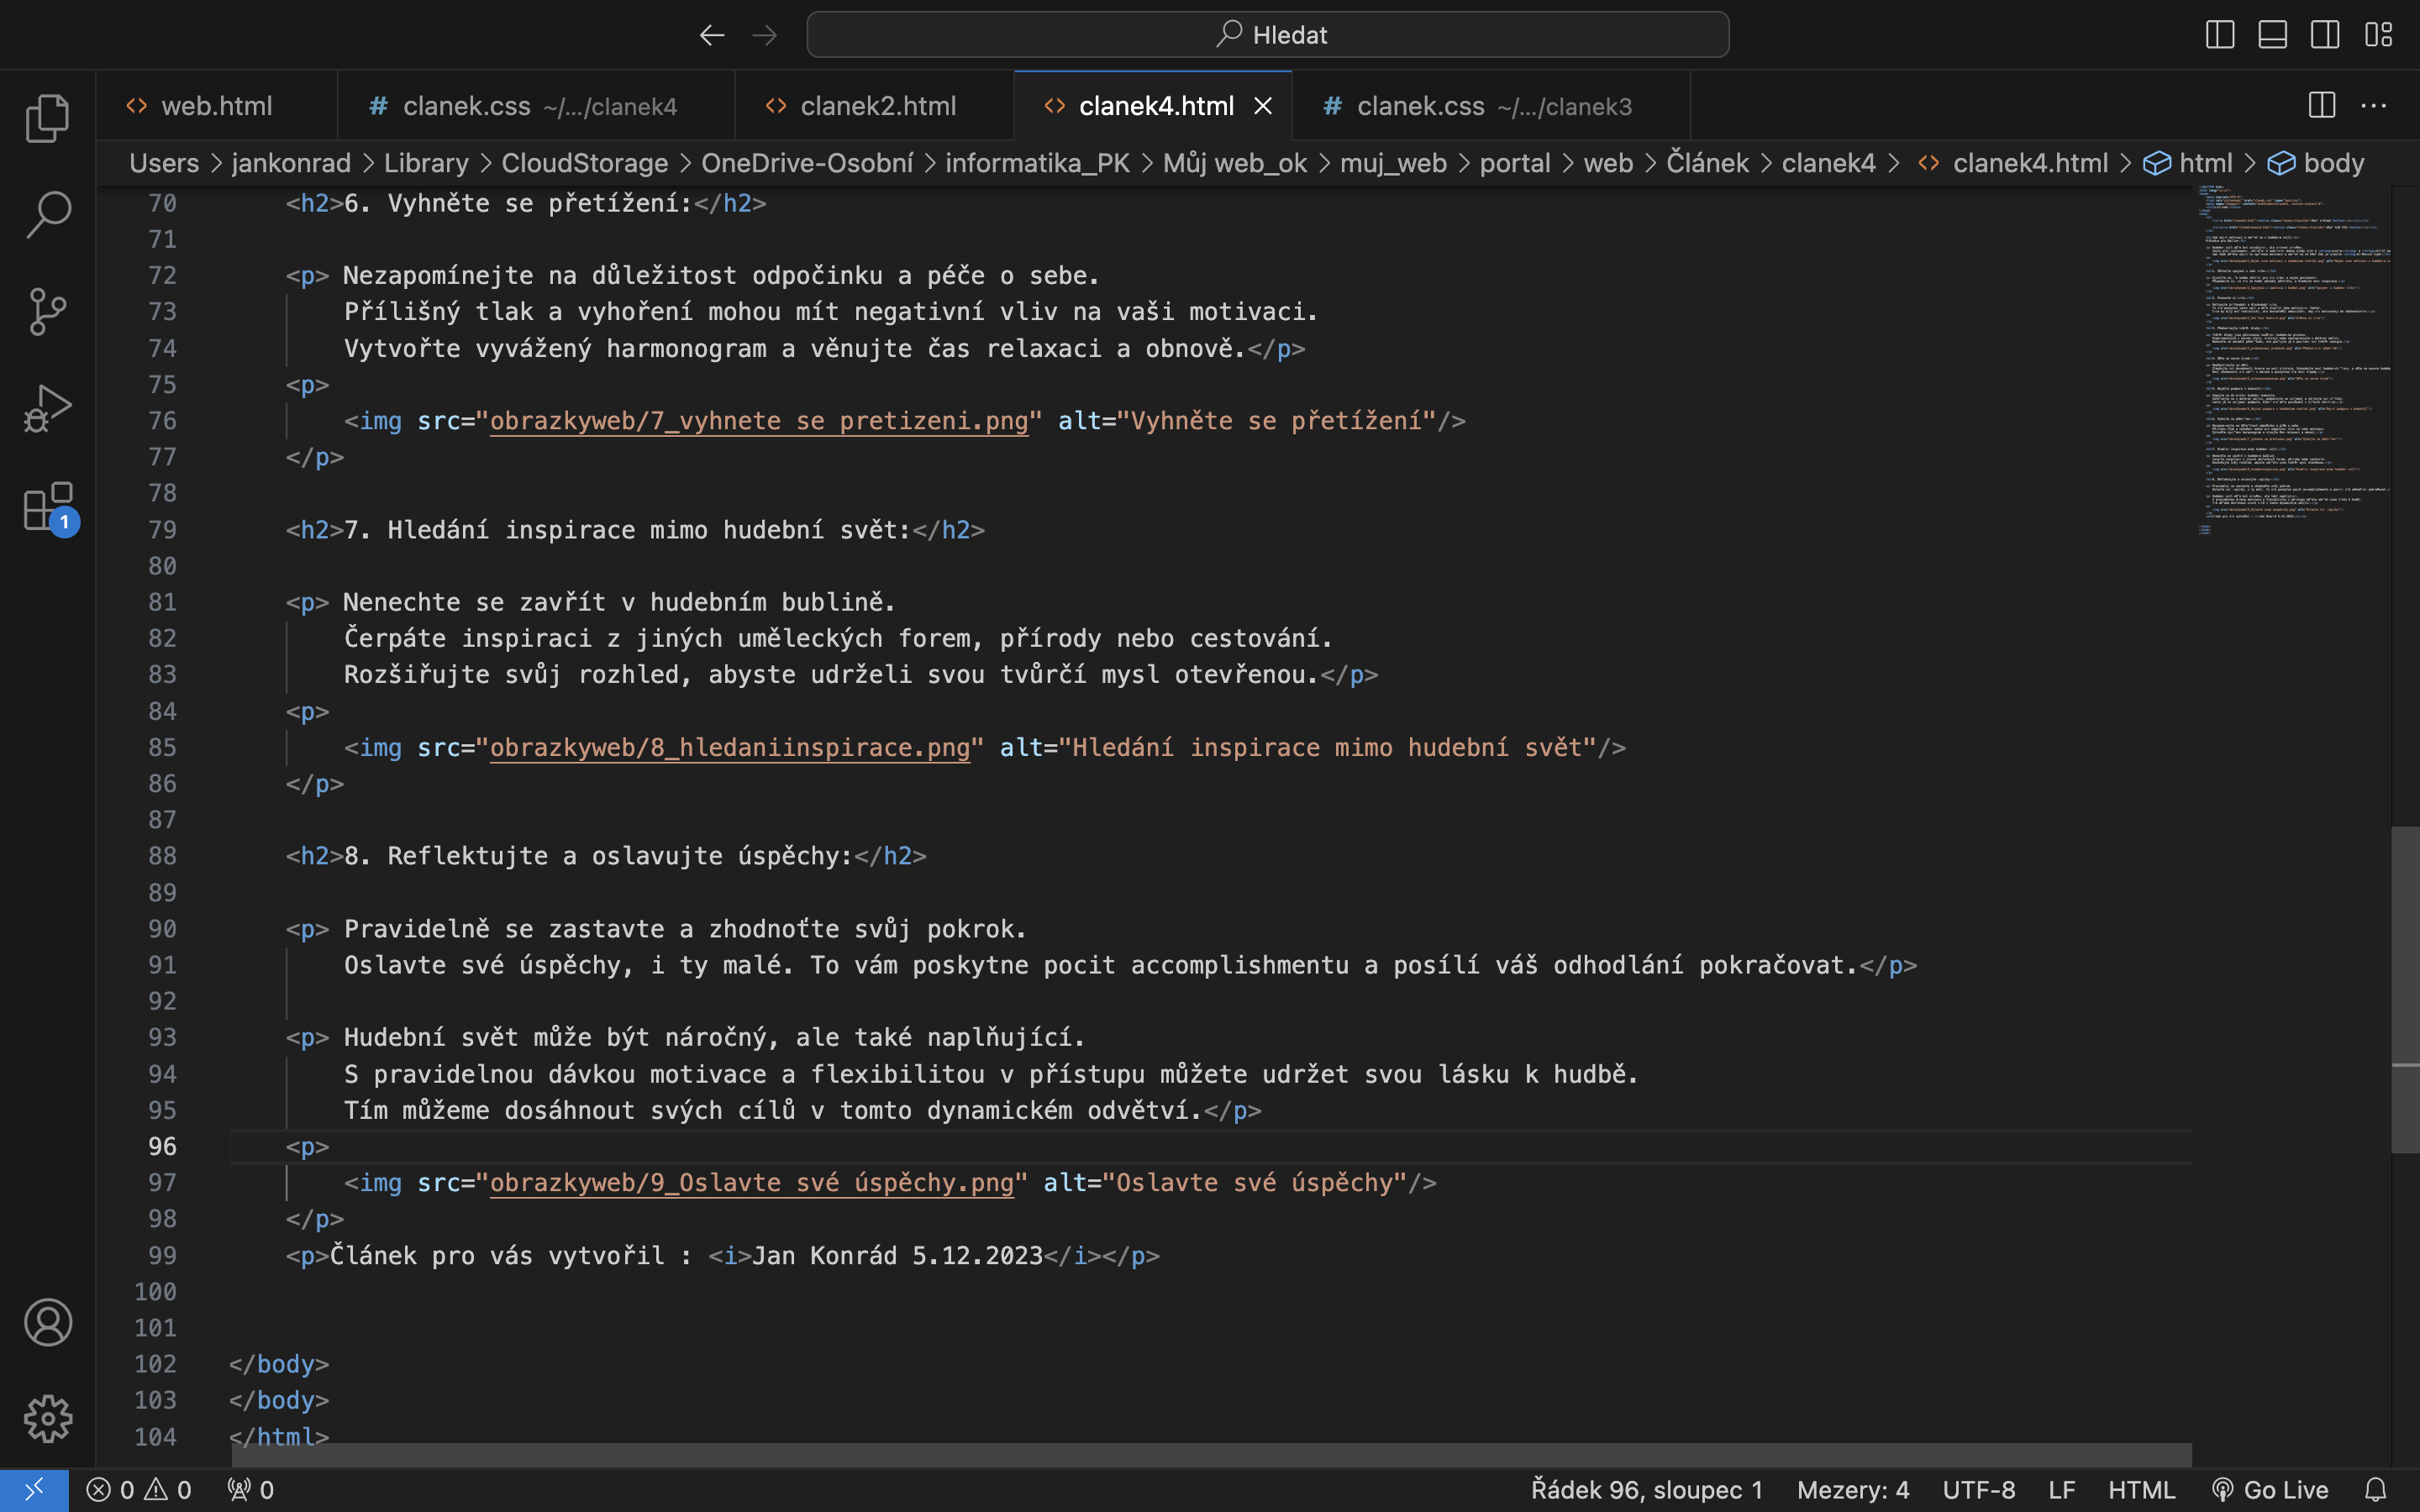 Hledat
web.html
clanek.css ~/.../clanek4
clanek2.html
clanek4.html
clanek.css ~/.../clanek3
Users > jankonrad > Library > CloudStorage > OneDrive-Osobní > informatika_PK > Můj web_ok > muj_web > portal > web > Článek > clanek4 > <> clanek4.html > html > body
70 <h2>6. Vyhněte se přetížení:</h2>
71
72 <p> Nezapomínejte na důležitost odpočinku a péče o sebe.
73 Přílišný tlak a vyhoření mohou mít negativní vliv na vaši motivaci.
74 Vytvořte vyvážený harmonogram a věnujte čas relaxaci a obnově.</p>
75 <p>
76 <img src="obrazkyweb/7_vyhnete se pretizeni.png" alt="Vyhněte se přetížení"/>
77 </p>
78
79 <h2>7. Hledání inspirace mimo hudební svět:</h2>
80
81 <p> Nenechte se zavřít v hudebním bublině.
82 Čerpáte inspiraci z jiných uměleckých forem, přírody nebo cestování.
83 Rozšiřujte svůj rozhled, abyste udrželi svou tvůrčí mysl otevřenou.</p>
84 <p>
85 <img src="obrazkyweb/8_hledaniinspirace.png" alt="Hledání inspirace mimo hudební svět"/>
86 </p>
87
88 <h2>8. Reflektujte a oslavujte úspěchy:</h2>
89
90 <p> Pravidelně se zastavte a zhodnoťte svůj pokrok.
91 Oslavte své úspěchy, i ty malé. To vám poskytne pocit accomplishmentu a posílí váš odhodlání pokračovat.</p>
92
93 <p> Hudební svět může být náročný, ale také naplňující.
94 S pravidelnou dávkou motivace a flexibilitou v přístupu můžete udržet svou lásku k hudbě.
95 Tím můžeme dosáhnout svých cílů v tomto dynamickém odvětví.</p>
96 <p>
97 <img src="obrazkyweb/9_Oslavte své úspěchy.png" alt="Oslavte své úspěchy"/>
98 </p>
99 <p>Článek pro vás vytvořil : <i>Jan Konrád 5.12.2023</i></p>
100
101
102 </body>
103 </body>
104 </html>
1
0 0 0
Řádek 96, sloupec 1 Mezery: 4 UTF-8 LF HTML Go Live